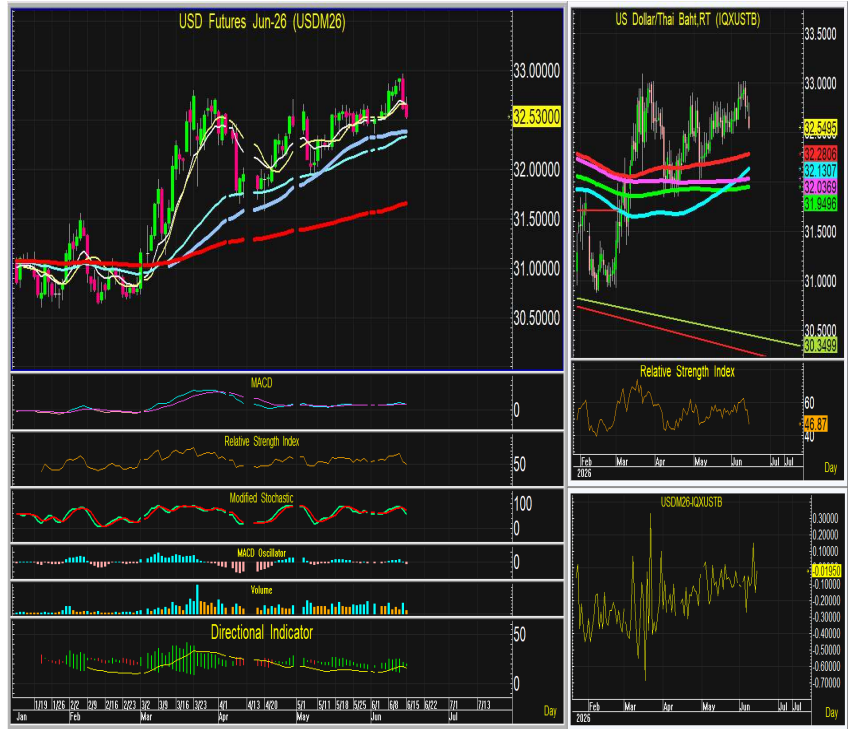 USD Futures Jun-26 (USDM26)
33.00000
32.53000
32.00000
31.50000
31.00000
30.50000
MACD
0
Relative Strength Index
50
Modified Stochastic
100
0
MACD Oscillator
0
Volume
Directional Indicator
50
0
1/19 1/26 2/2 2/9 2/16 2/23 3/2 3/9 3/16 3/23 4/1 4/13 4/20 5/1 5/11 5/18 5/25 6/1 6/8 6/15 6/22 7/1 7/13
Jan Feb Mar Apr May Jun Jul
Day
US Dollar/Thai Baht,RT (IQXUSTB)
33.5000
33.0000
32.5495
32.2806
32.1307
32.0369
31.9496
31.5000
31.0000
30.5000
30.3499
Relative Strength Index
60
46.87
40
Feb Mar Apr May Jun Jul Jul
2026
Day
USDM26-IQXUSTB
0.30000
0.20000
0.10000
-0.01950
-0.10000
-0.20000
-0.30000
-0.40000
-0.50000
-0.60000
-0.70000
Feb Mar Apr May Jun Jul Jul
2026
Day